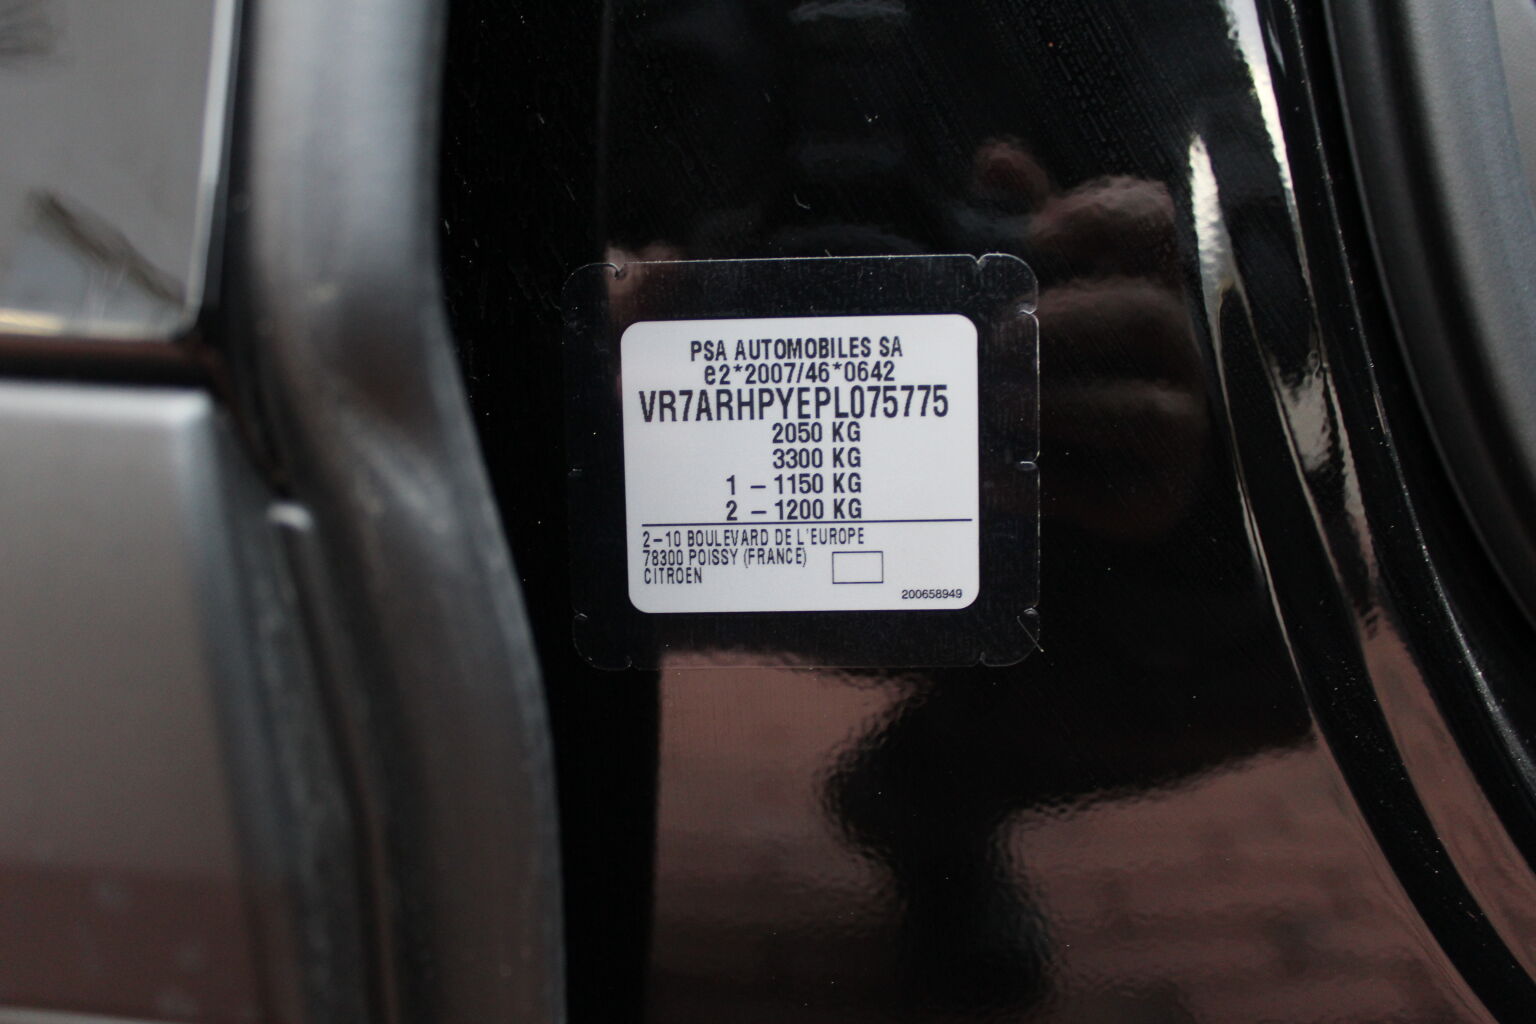 PSA AUTOMOBILES SA
e2*2007/46*0642
VR7ARHPYEPL075775
2050 KG
3300 KG
1 - 1150 KG
2 - 1200 KG
2-10 BOULEVARD DE L'EUROPE
78300 POISSY (FRANCE)
CITROEN
200658949